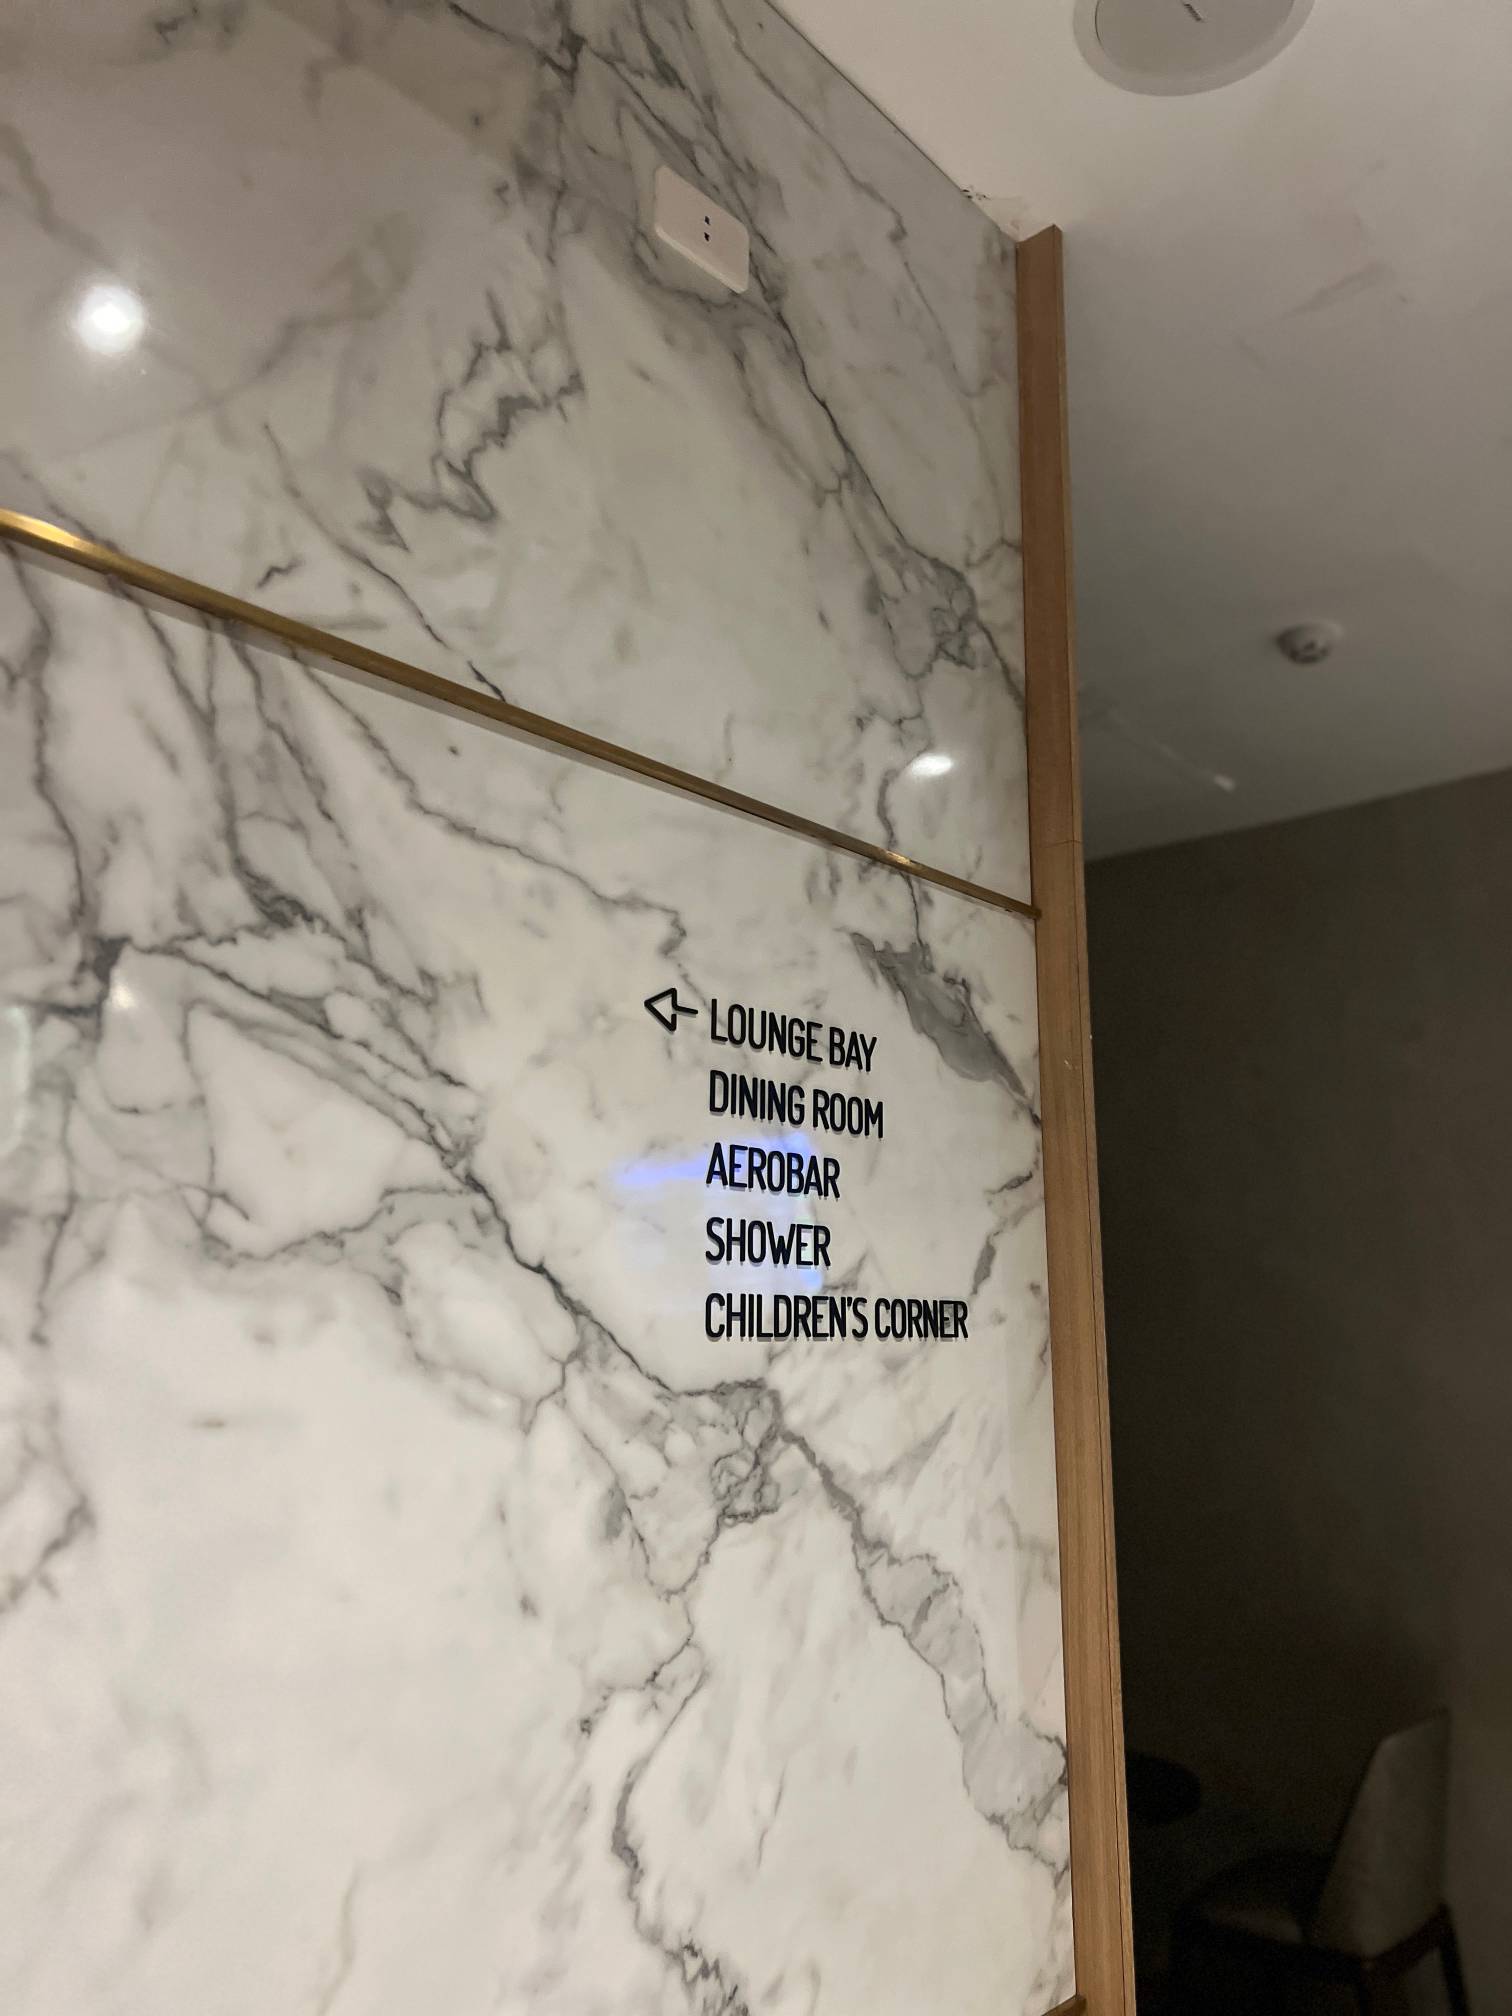 LOUNGE BAY
DINING ROOM
AEROBAR
SHOWER
CHILDREN'S CORNER